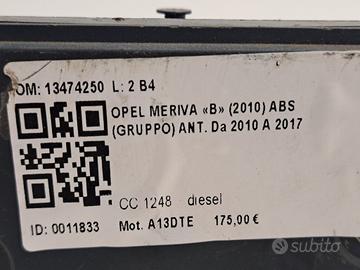 OM: 13474250 L: 2 B4
OPEL MERIVA «B» (2010) ABS
(GRUPPO) ANT. Da 2010 A 2017
CC 1248 diesel
ID: 0011833 Mot. A13DTE 175,00 €
subito